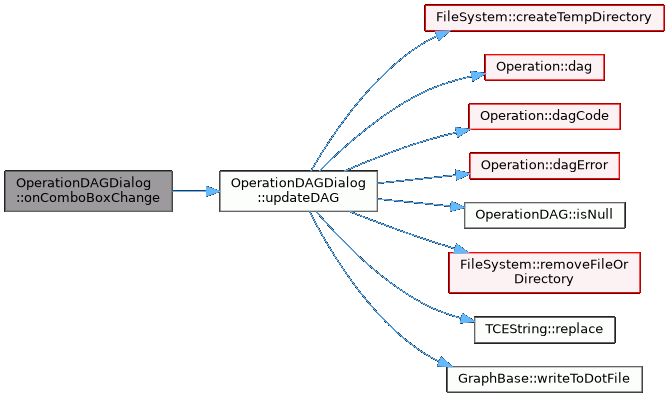 OperationDAGDialog
::onComboBoxChange
OperationDAGDialog
::updateDAG
FileSystem::createTempDirectory
Operation::dag
Operation::dagCode
Operation::dagError
OperationDAG::isNull
FileSystem::removeFileOr
Directory
TCEString::replace
GraphBase::writeToDotFile